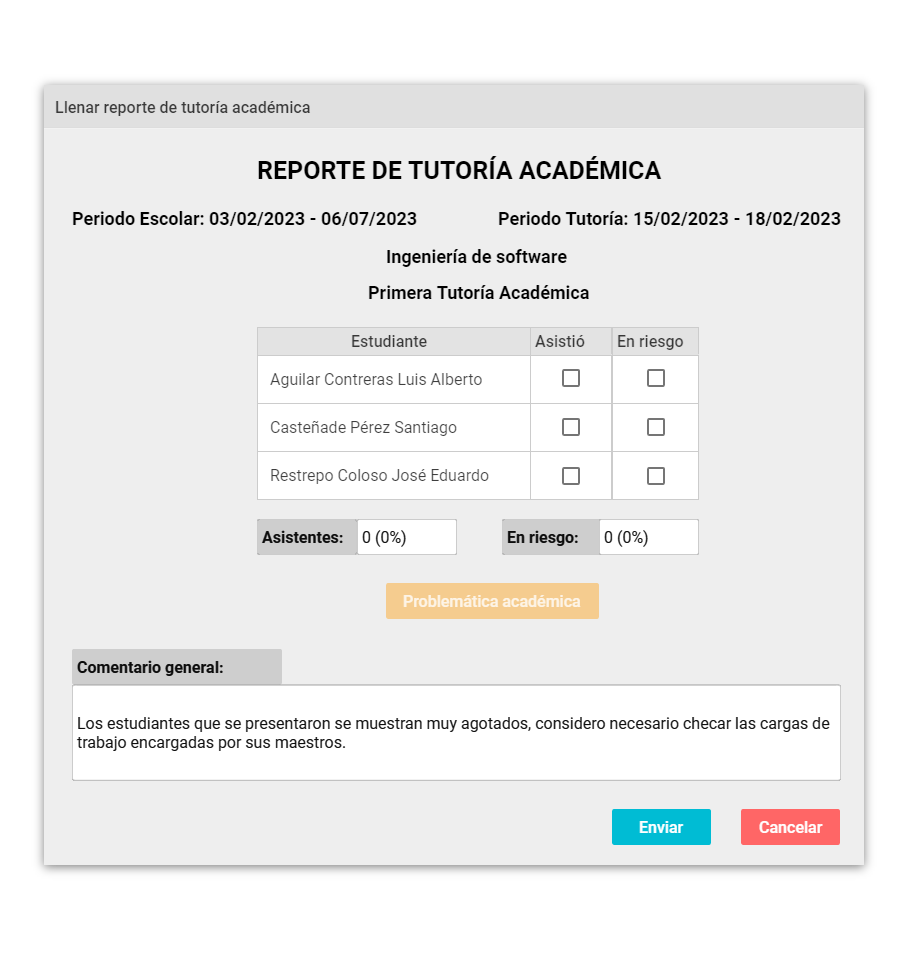 Llenar reporte de tutoría académica
REPORTE DE TUTORÍA ACADÉMICA
Periodo Escolar: 03/02/2023 - 06/07/2023 Periodo Tutoría: 15/02/2023 - 18/02/2023
Ingeniería de software
Primera Tutoría Académica
Estudiante Asistió En riesgo
Aguilar Contreras Luis Alberto
Casteñade Pérez Santiago
Restrepo Coloso José Eduardo
Asistentes: 0 (0%) En riesgo: 0 (0%)
Problemática académica
Comentario general:
Los estudiantes que se presentaron se muestran muy agotados, considero necesario checar las cargas de
trabajo encargadas por sus maestros.
Enviar Cancelar